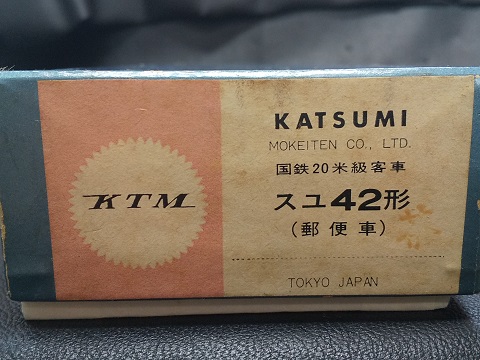 KTM
KATSUMI
MOKEITEN CO., LTD.
国鉄20米級客車
スユ42形
(郵便車)
TOKYO JAPAN